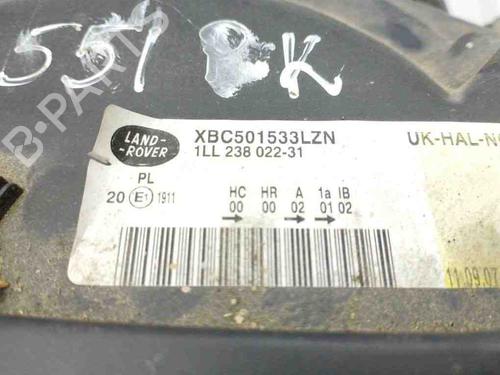 551 PK
B-PARTS
LAND-
ROVER
XBC501533LZN
1LL 238 022-31
UK-HAL-N
PL
20 E1 1911
HC HR A 1a IB
00 00 02 01 02
11.09.07